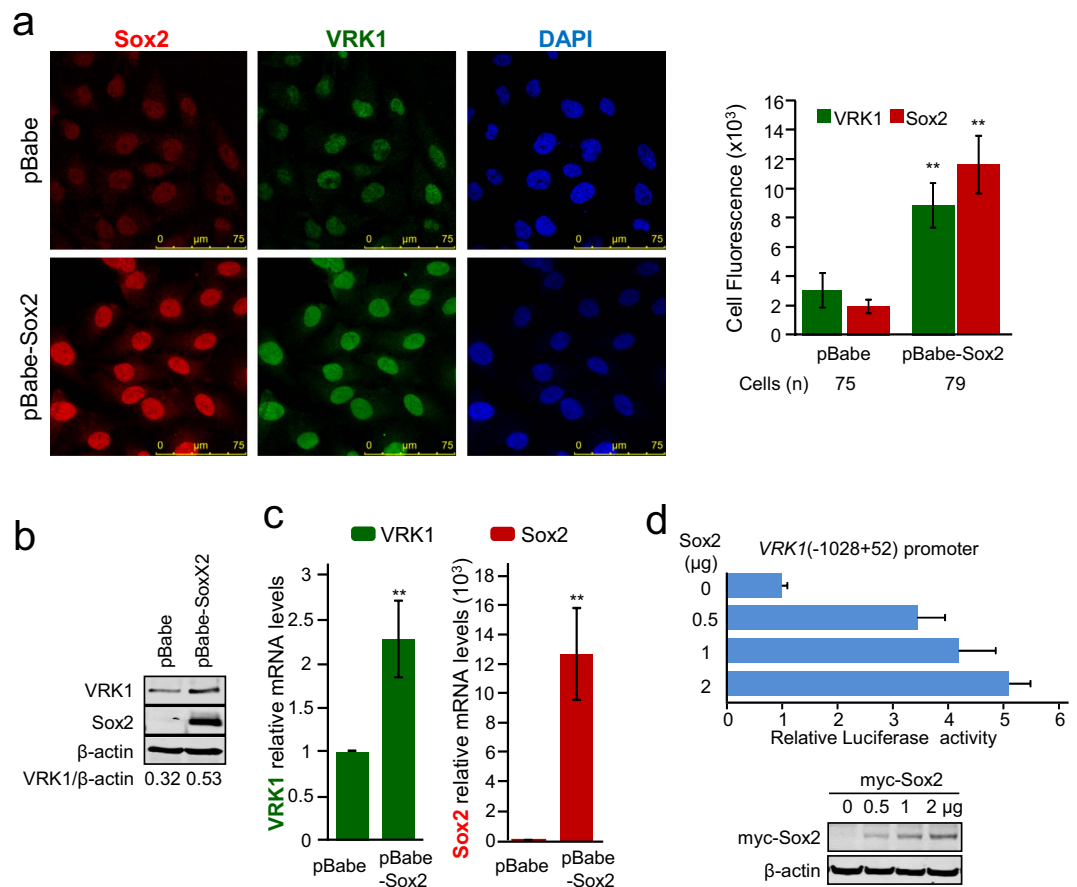 a
Sox2 VRK1 DAPI
pBabe
0 µm 75 0 µm 75 0 µm 75
pBabe-Sox2
0 µm 75 0 µm 75 0 µm 75
Cell Fluorescence (x10³)
16
14
12
10
8
6
4
2
0
VRK1 Sox2
**
**
pBabe pBabe-Sox2
Cells (n) 75 79
b
pBabe
pBabe-SoxX2
VRK1
Sox2
β-actin
VRK1/β-actin 0.32 0.53
c
VRK1 Sox2
VRK1 relative mRNA levels
3
2.5
2
1.5
1
0.5
0
**
pBabe pBabe
-Sox2
Sox2 relative mRNA levels (10³)
18
16
14
12
10
8
6
4
2
0
**
pBabe pBabe
-Sox2
d
Sox2
(µg)
VRK1(-1028+52) promoter
0
0.5
1
2
0 1 2 3 4 5 6
Relative Luciferase activity
myc-Sox2
0 0.5 1 2 µg
myc-Sox2
β-actin